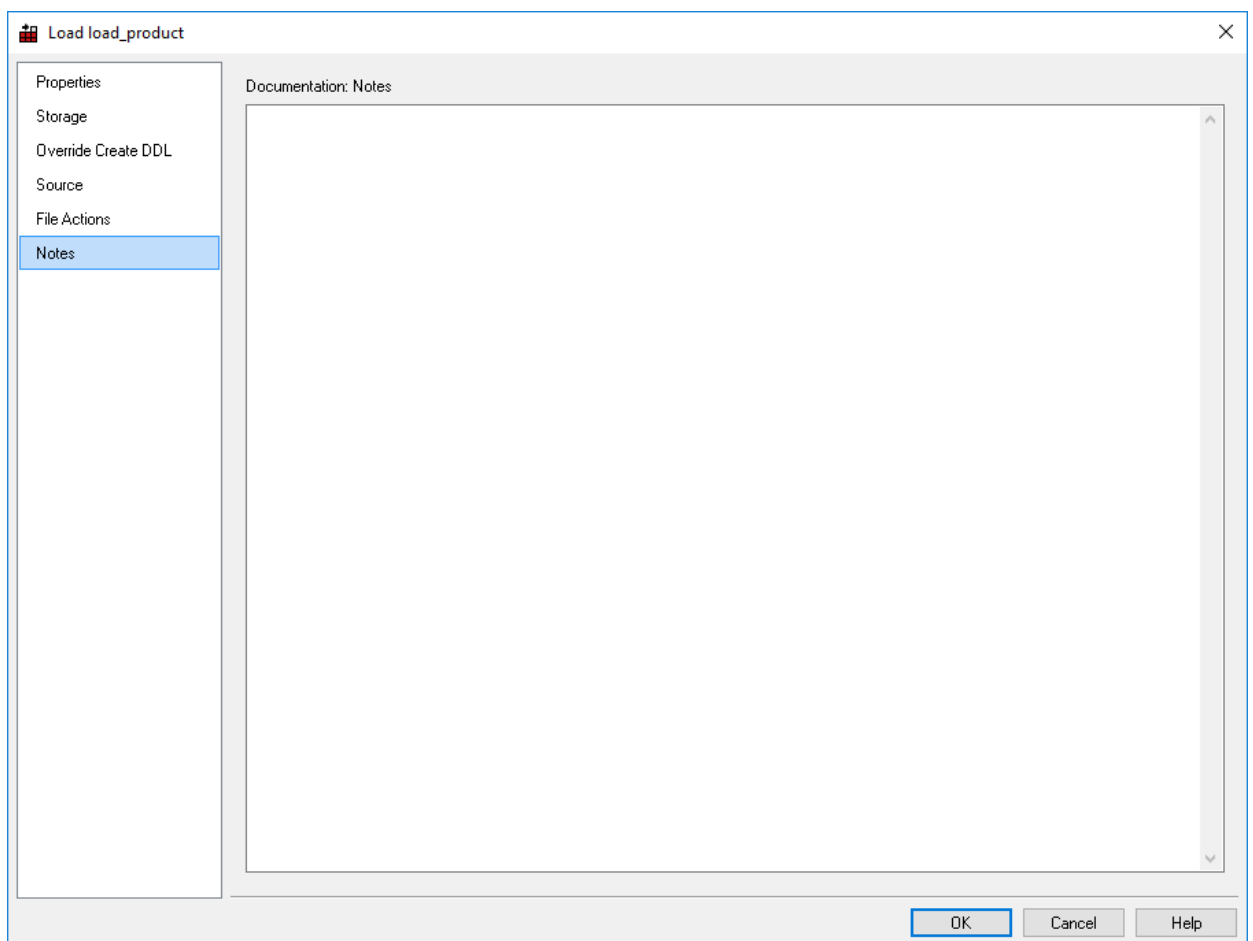 Load load_product
Properties
Storage
Override Create DDL
Source
File Actions
Notes
Documentation: Notes
OK
Cancel
Help